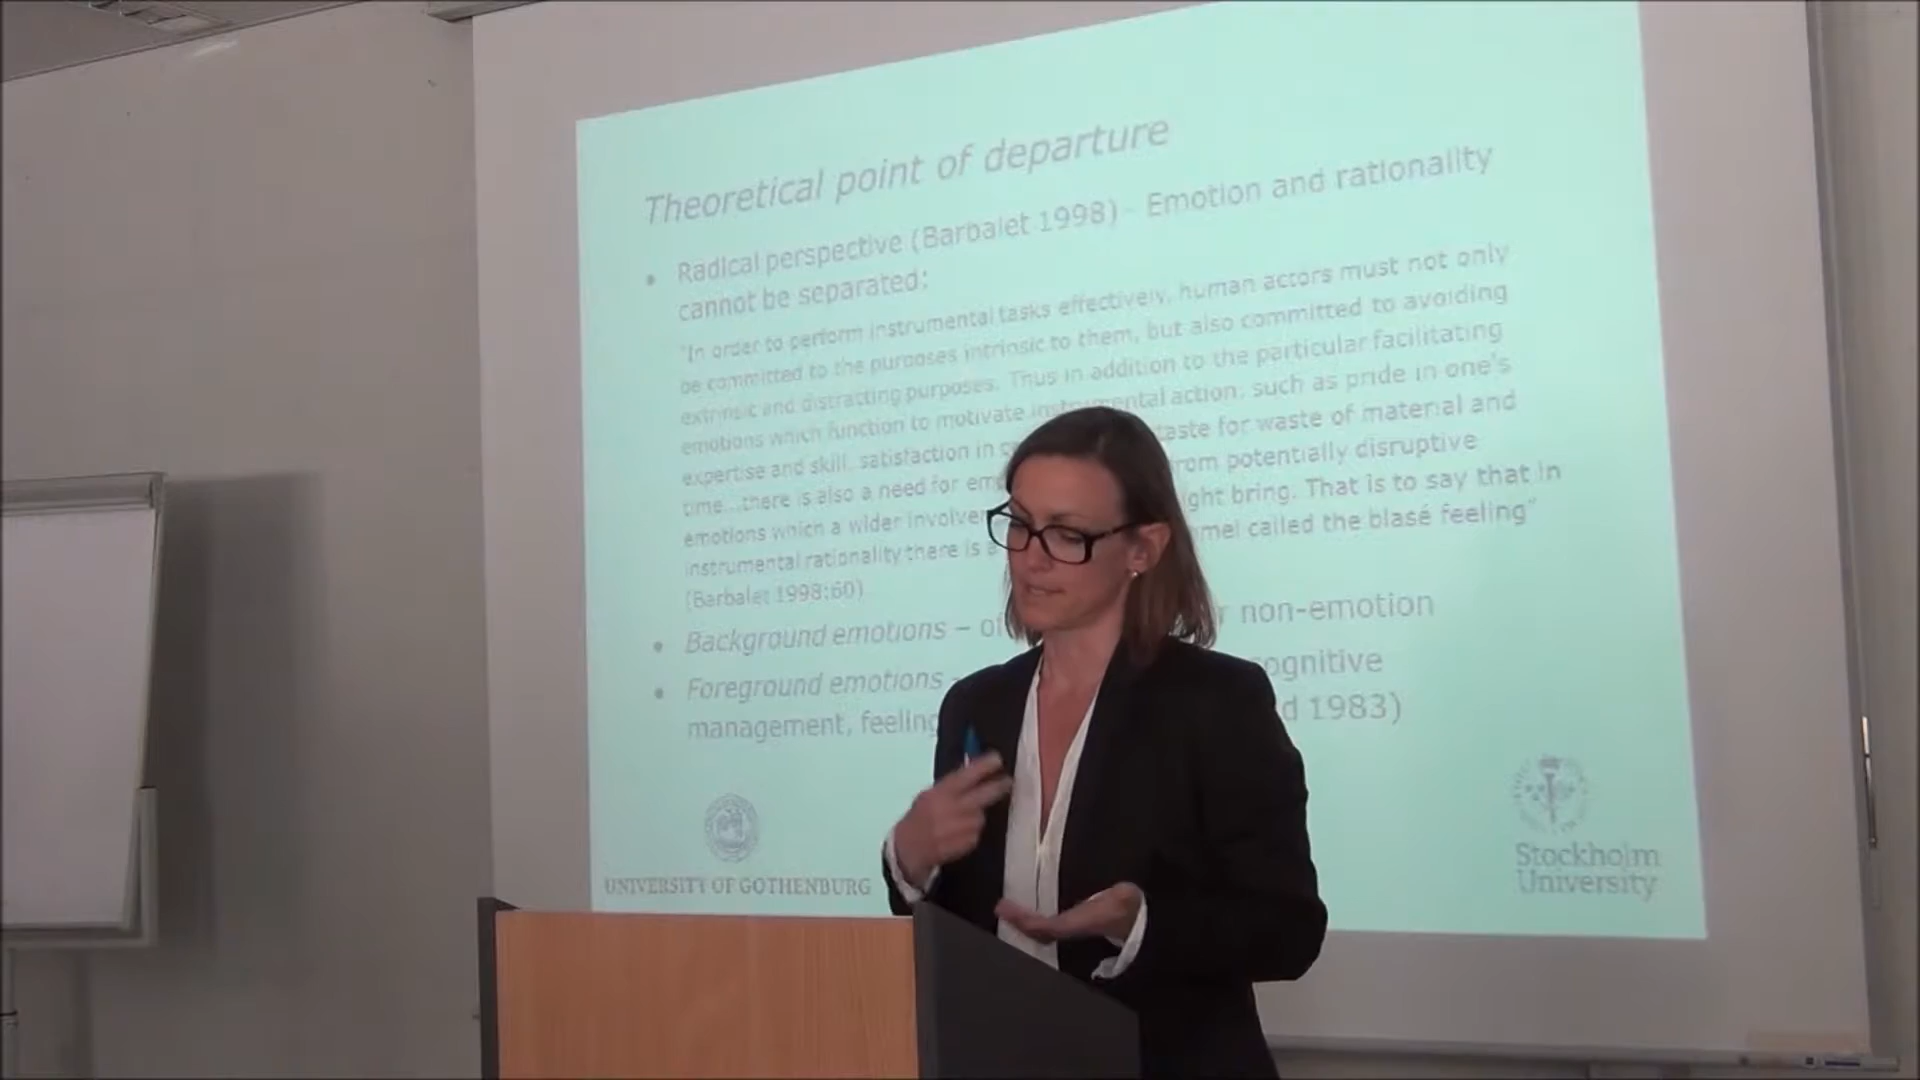 Theoretical point of departure
• Radical perspective (Barbalet 1998) - Emotion and rationality
cannot be separated:
"In order to perform instrumental tasks effectively, human actors must not only
be committed to the purposes intrinsic to them, but also committed to avoiding
extrinsic and distracting purposes. Thus in addition to the particular facilitating
emotions which function to motivate instrumental action, such as pride in one's
expertise and skill, satisfaction in taste for waste of material and
time...there is also a need for from potentially disruptive
emotions which a wider ght bring. That is to say that in
instrumental rationality there is a mel called the blasé feeling"
(Barbalet 1998:60)
• Background emotions – non-emotion
• Foreground emotions - ognitive
management, feeling d 1983)
UNIVERSITY OF GOTHENBURG
Stockholm
University